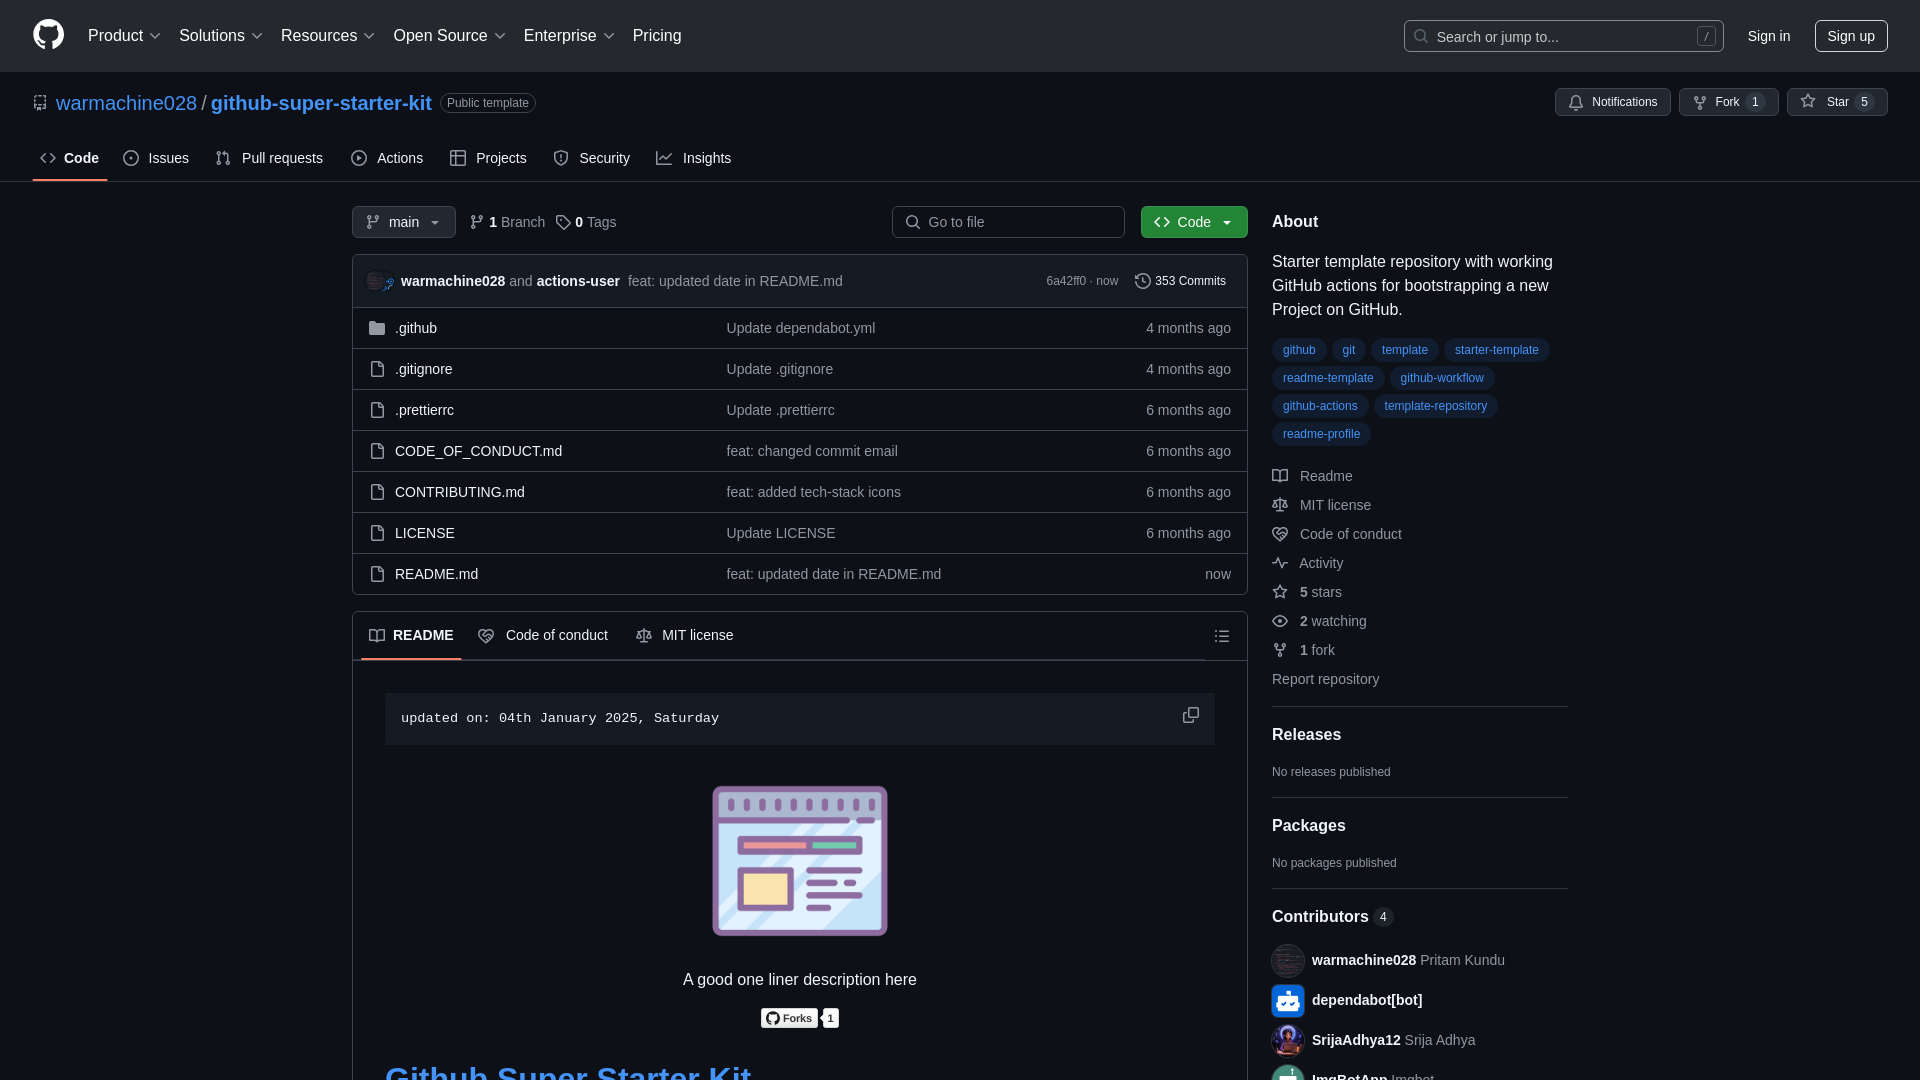 Product Solutions Resources Open Source Enterprise Pricing Search or jump to... / Sign in Sign up
warmachine028 / github-super-starter-kit Public template Notifications Fork 1 Star 5
Code Issues Pull requests Actions Projects Security Insights
main 1 Branch 0 Tags Go to file Code
warmachine028 and actions-user feat: updated date in README.md 6a42ff0 · now 353 Commits
.github Update dependabot.yml 4 months ago
.gitignore Update .gitignore 4 months ago
.prettierrc Update .prettierrc 6 months ago
CODE_OF_CONDUCT.md feat: changed commit email 6 months ago
CONTRIBUTING.md feat: added tech-stack icons 6 months ago
LICENSE Update LICENSE 6 months ago
README.md feat: updated date in README.md now
README Code of conduct MIT license
updated on: 04th January 2025, Saturday
A good one liner description here
Forks 1
Github Super Starter Kit
About
Starter template repository with working
GitHub actions for bootstrapping a new
Project on GitHub.
github git template starter-template
readme-template github-workflow
github-actions template-repository
readme-profile
Readme
MIT license
Code of conduct
Activity
5 stars
2 watching
1 fork
Report repository
Releases
No releases published
Packages
No packages published
Contributors 4
warmachine028 Pritam Kundu
dependabot[bot]
SrijaAdhya12 Srija Adhya
ImgBotApp Imgbot